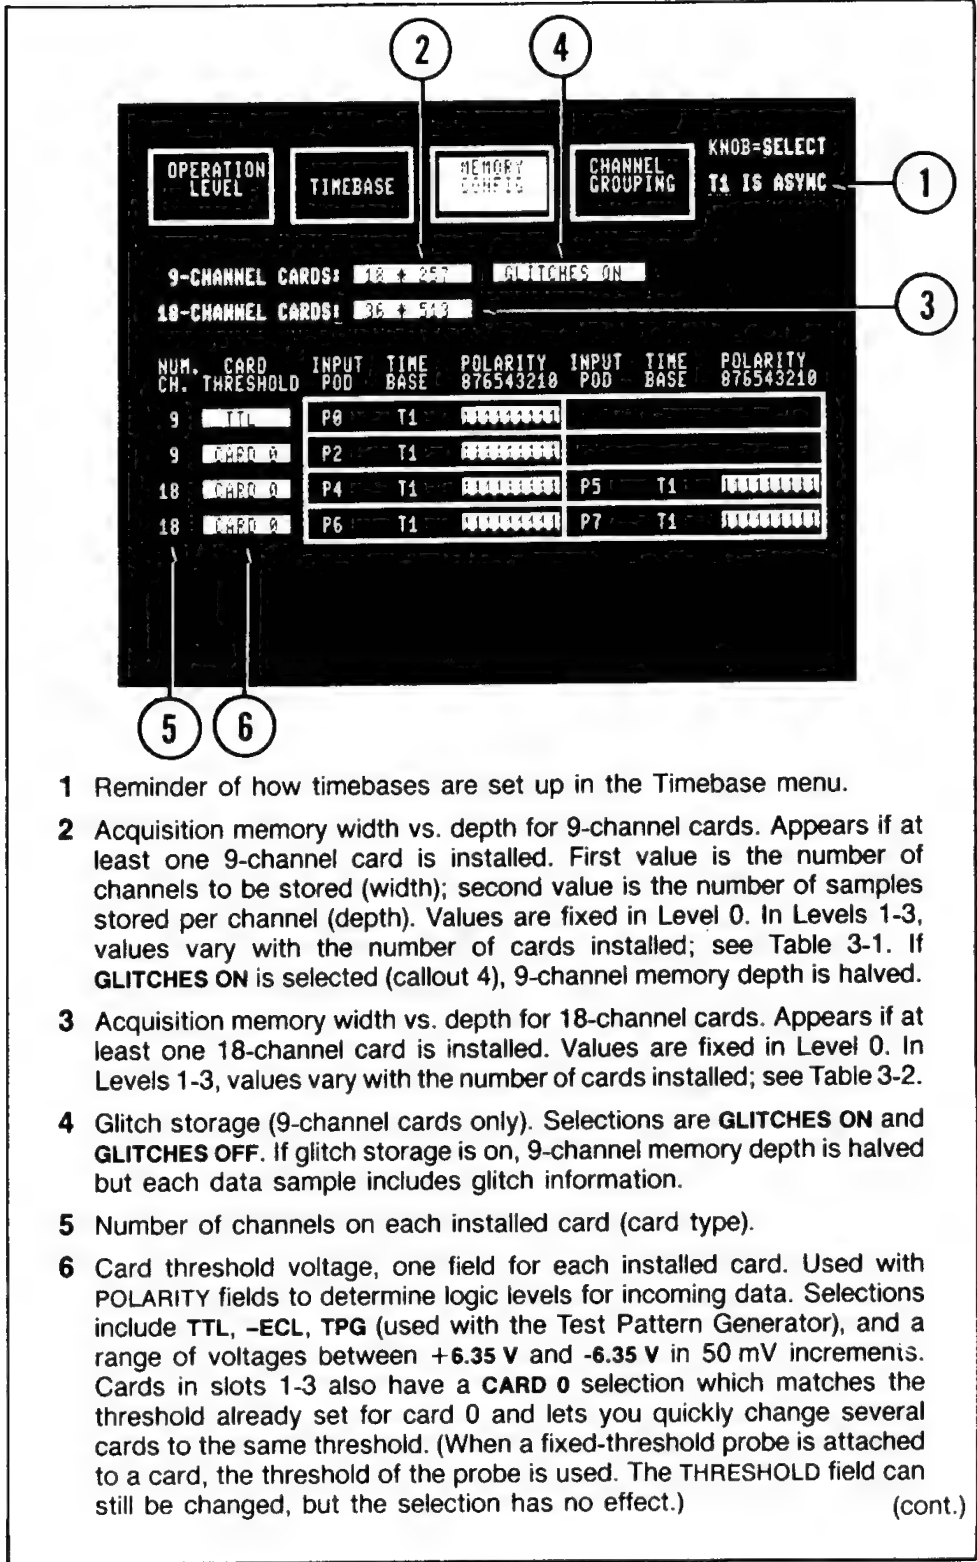 2 4
KNOB=SELECT
OPERATION LEVEL TIMEBASE MEMORY CONFIG CHANNEL GROUPING T1 IS ASYNC 1
9-CHANNEL CARDS: 18 ♦ 257 GLITCHES ON
18-CHANNEL CARDS: 36 ♦ 513 3
NUM. CARD INPUT TIME POLARITY INPUT TIME POLARITY
CH. THRESHOLD POD BASE 876543210 POD BASE 876543210
9 TTL P0 T1
9 CARD 0 P2 T1
18 CARD 0 P4 T1 P5 T1
18 CARD 0 P6 T1 P7 T1
5 6
1 Reminder of how timebases are set up in the Timebase menu.
2 Acquisition memory width vs. depth for 9-channel cards. Appears if at
least one 9-channel card is installed. First value is the number of
channels to be stored (width); second value is the number of samples
stored per channel (depth). Values are fixed in Level 0. In Levels 1-3,
values vary with the number of cards installed; see Table 3-1. If
GLITCHES ON is selected (callout 4), 9-channel memory depth is halved.
3 Acquisition memory width vs. depth for 18-channel cards. Appears if at
least one 18-channel card is installed. Values are fixed in Level 0. In
Levels 1-3, values vary with the number of cards installed; see Table 3-2.
4 Glitch storage (9-channel cards only). Selections are GLITCHES ON and
GLITCHES OFF. If glitch storage is on, 9-channel memory depth is halved
but each data sample includes glitch information.
5 Number of channels on each installed card (card type).
6 Card threshold voltage, one field for each installed card. Used with
POLARITY fields to determine logic levels for incoming data. Selections
include TTL, -ECL, TPG (used with the Test Pattern Generator), and a
range of voltages between +6.35 V and -6.35 V in 50 mV increments.
Cards in slots 1-3 also have a CARD 0 selection which matches the
threshold already set for card 0 and lets you quickly change several
cards to the same threshold. (When a fixed-threshold probe is attached
to a card, the threshold of the probe is used. The THRESHOLD field can
still be changed, but the selection has no effect.) (cont.)